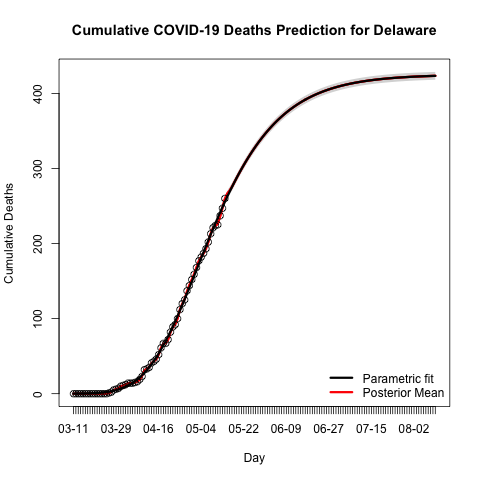 Cumulative COVID-19 Deaths Prediction for Delaware
Cumulative Deaths
400
300
200
100
0
Parametric fit
Posterior Mean
03-11 03-29 04-16 05-04 05-22 06-09 06-27 07-15 08-02
Day